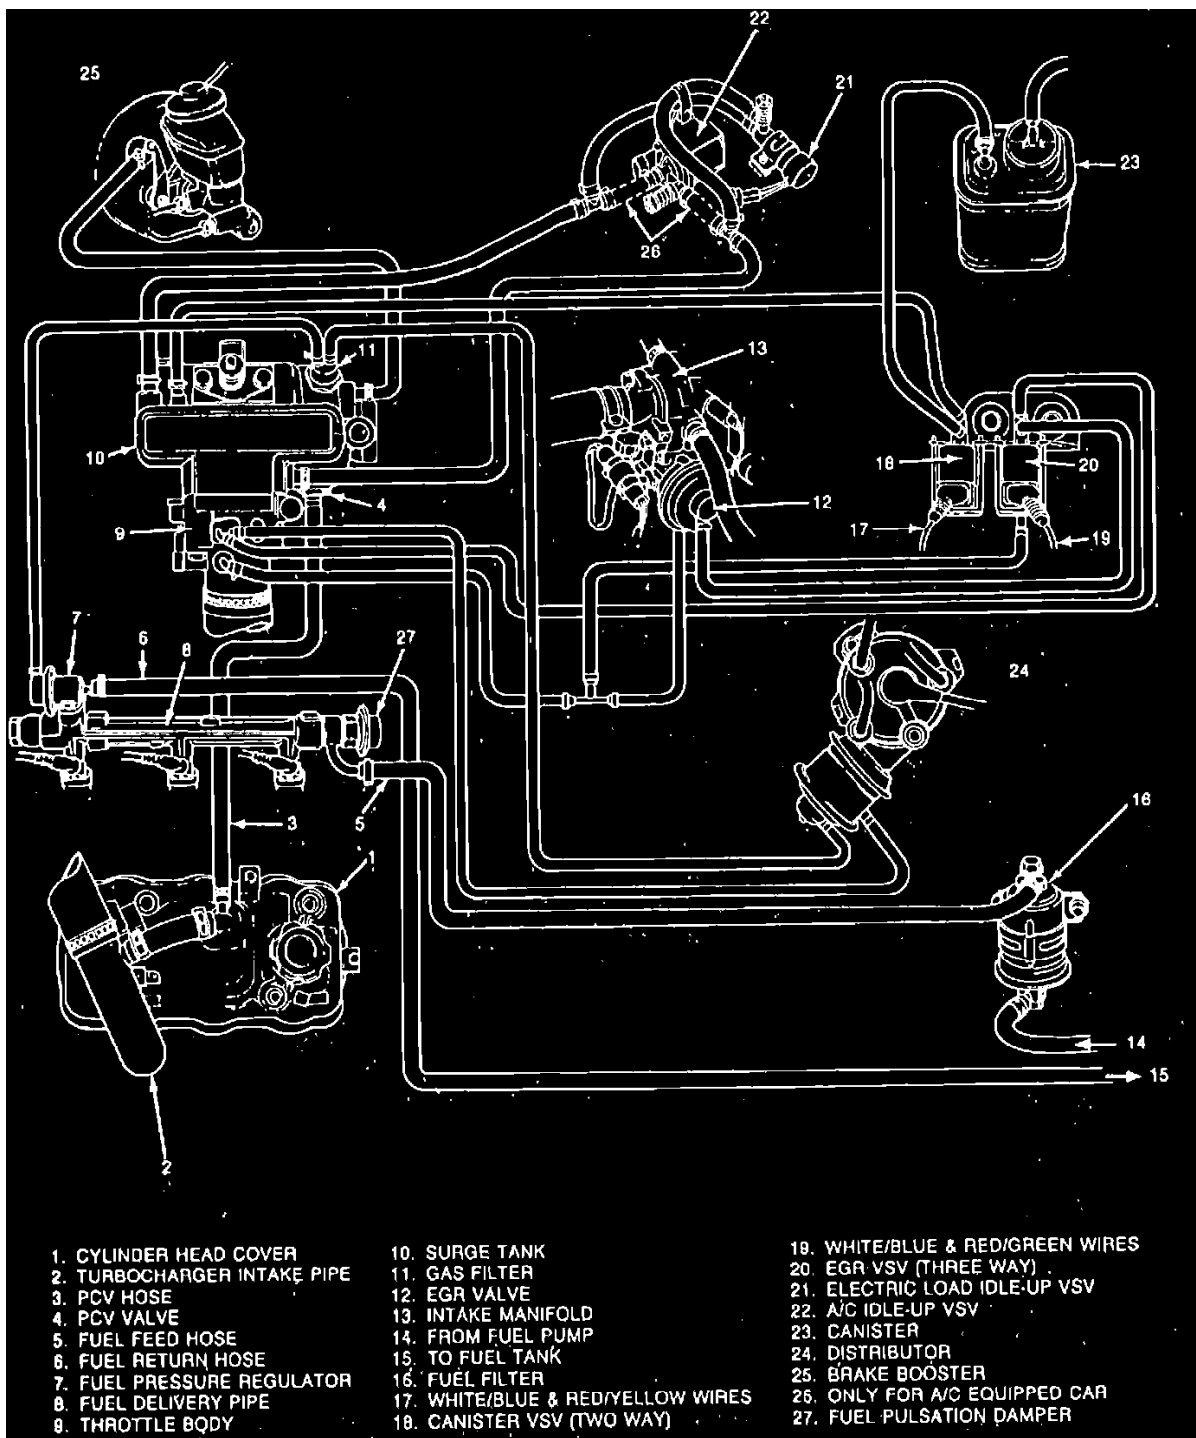 22
25
21
23
11
13
10
4
18
20
12
9
17
19
7
6
8
27
24
3
5
16
1
14
15
2
26
1. CYLINDER HEAD COVER
2. TURBOCHARGER INTAKE PIPE
3. PCV HOSE
4. PCV VALVE
5. FUEL FEED HOSE
6. FUEL RETURN HOSE
7. FUEL PRESSURE REGULATOR
8. FUEL DELIVERY PIPE
9. THROTTLE BODY
10. SURGE TANK
11. GAS FILTER
12. EGR VALVE
13. INTAKE MANIFOLD
14. FROM FUEL PUMP
15. TO FUEL TANK
16. FUEL FILTER
17. WHITE/BLUE & RED/YELLOW WIRES
18. CANISTER VSV (TWO WAY)
19. WHITE/BLUE & RED/GREEN WIRES
20. EGR VSV (THREE WAY)
21. ELECTRIC LOAD IDLE-UP VSV
22. A/C IDLE-UP VSV
23. CANISTER
24. DISTRIBUTOR
25. BRAKE BOOSTER
26. ONLY FOR A/C EQUIPPED CAR
27. FUEL PULSATION DAMPER